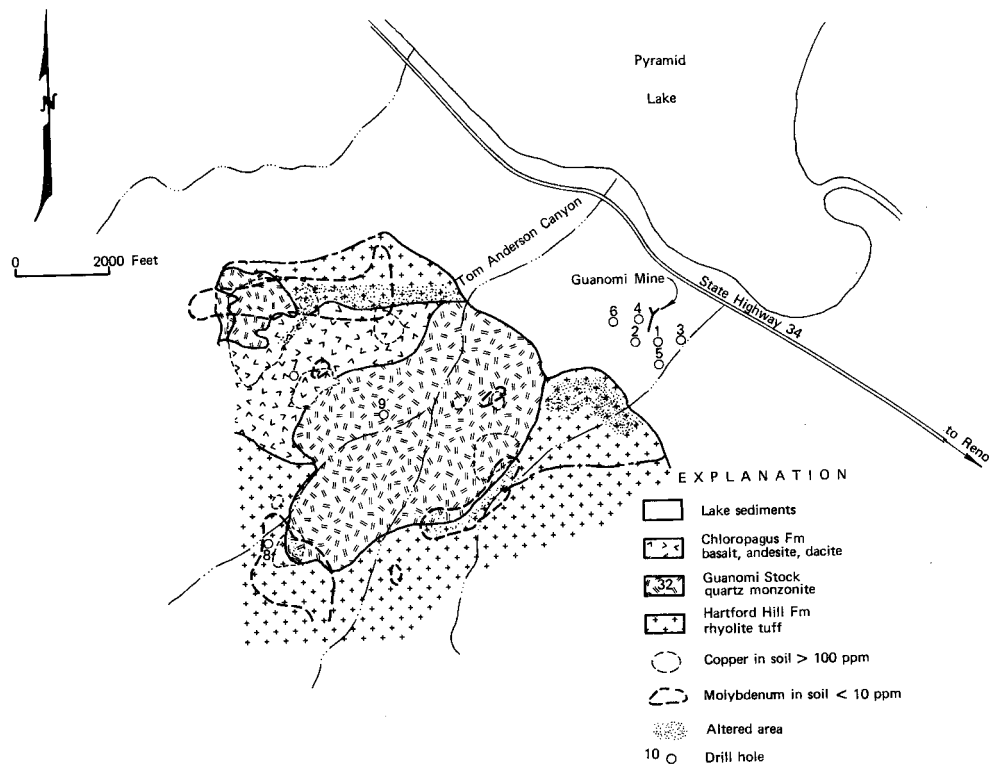 Pyramid
Lake
N
0 2000 Feet
Tom Anderson Canyon
Guanomi Mine
State Highway 34
to Reno
6 4
2 1 3
5
7
9
8
EXPLANATION
Lake sediments
Chloropagus Fm
basalt, andesite, dacite
32
Guanomi Stock
quartz monzonite
Hartford Hill Fm
rhyolite tuff
Copper in soil > 100 ppm
Molybdenum in soil < 10 ppm
Altered area
10 Drill hole